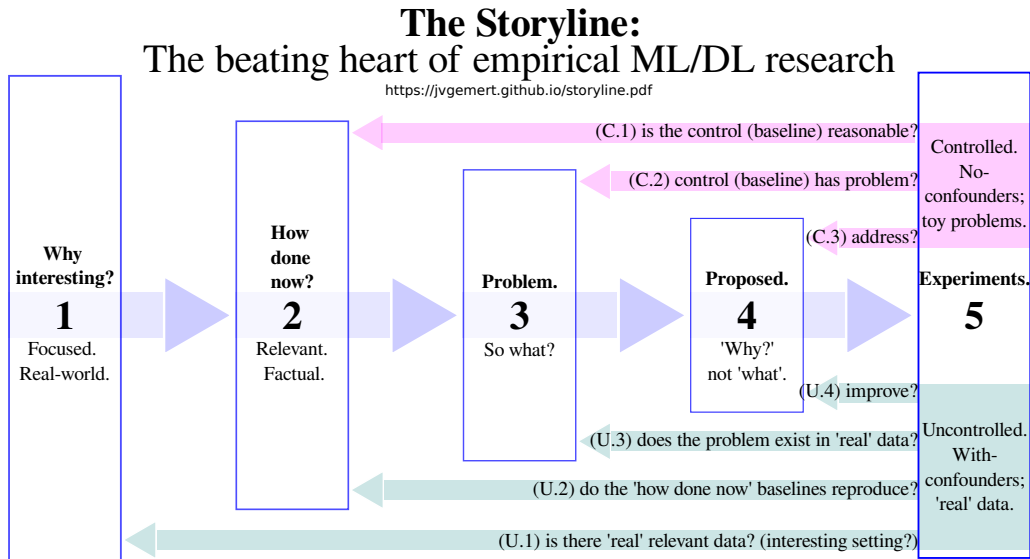 The Storyline:
The beating heart of empirical ML/DL research
https://jvgemert.github.io/storyline.pdf
Why
interesting?
1
Focused.
Real-world.
How
done
now?
2
Relevant.
Factual.
Problem.
3
So what?
Proposed.
4
'Why?'
not 'what'.
(C.1) is the control (baseline) reasonable?
(C.2) control (baseline) has problem?
(C.3) address?
Controlled.
No-
confounders;
toy problems.
Experiments.
5
(U.4) improve?
(U.3) does the problem exist in 'real' data?
(U.2) do the 'how done now' baselines reproduce?
(U.1) is there 'real' relevant data? (interesting setting?)
Uncontrolled.
With-
confounders;
'real' data.